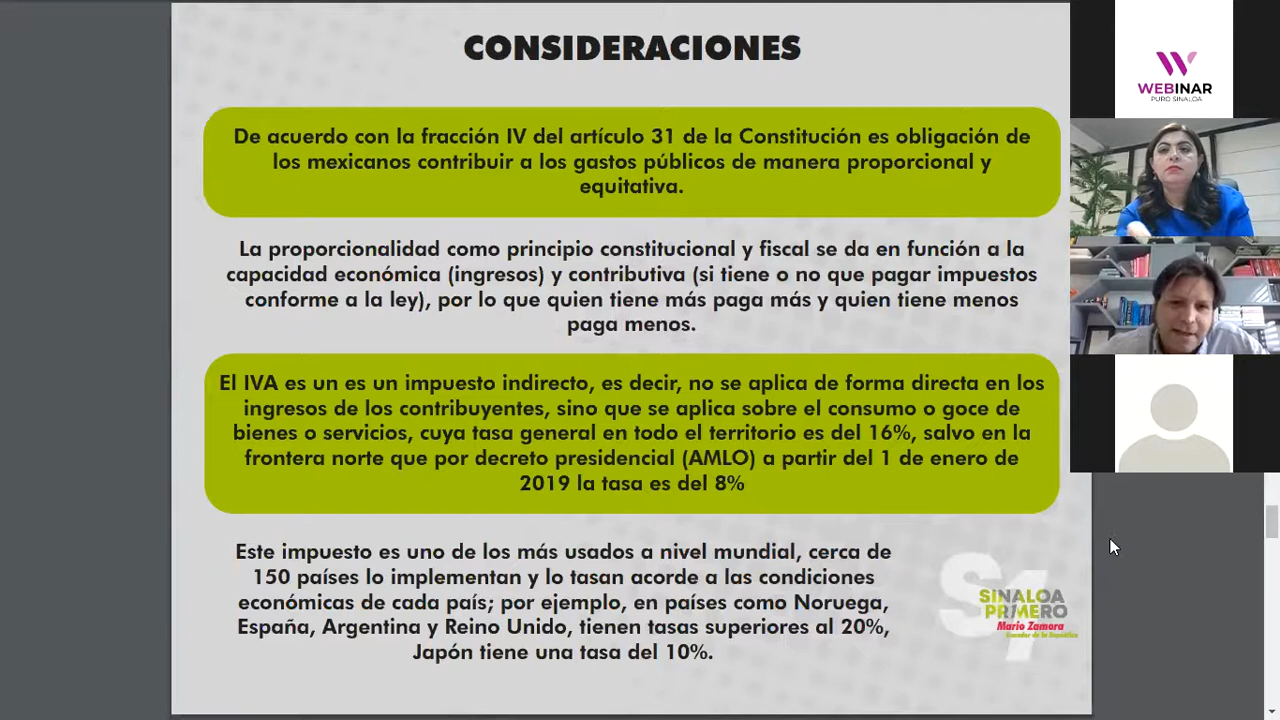 CONSIDERACIONES
De acuerdo con la fracción IV del artículo 31 de la Constitución es obligación de
los mexicanos contribuir a los gastos públicos de manera proporcional y
equitativa.
La proporcionalidad como principio constitucional y fiscal se da en función a la
capacidad económica (ingresos) y contributiva (si tiene o no que pagar impuestos
conforme a la ley), por lo que quien tiene más paga más y quien tiene menos
paga menos.
El IVA es un es un impuesto indirecto, es decir, no se aplica de forma directa en los
ingresos de los contribuyentes, sino que se aplica sobre el consumo o goce de
bienes o servicios, cuya tasa general en todo el territorio es del 16%, salvo en la
frontera norte que por decreto presidencial (AMLO) a partir del 1 de enero de
2019 la tasa es del 8%
Este impuesto es uno de los más usados a nivel mundial, cerca de
150 países lo implementan y lo tasan acorde a las condiciones
económicas de cada país; por ejemplo, en países como Noruega,
España, Argentina y Reino Unido, tienen tasas superiores al 20%,
Japón tiene una tasa del 10%.
S1
SINALOA
PRIMERO
Mario Zamora
Senador de la República
WEBINAR
PURO SINALOA